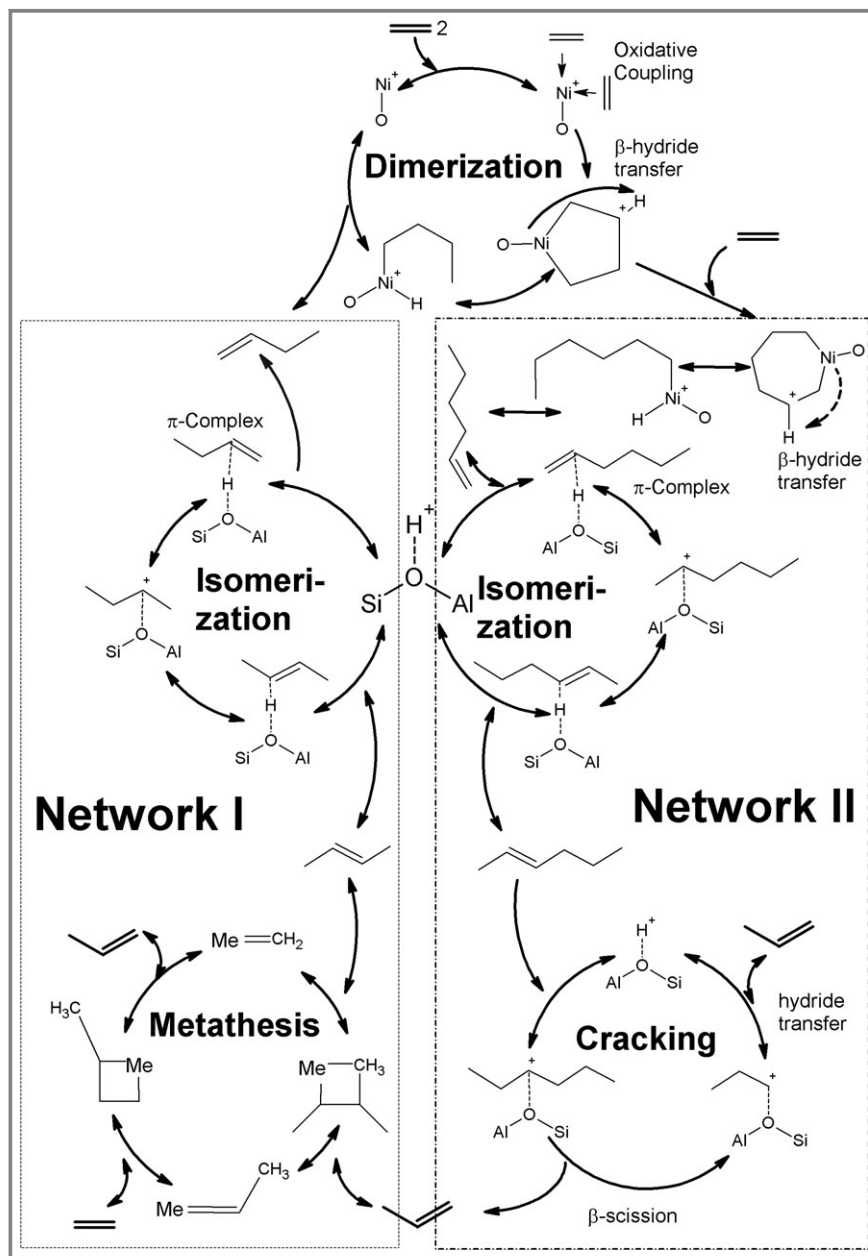 2
Oxidative
Coupling
Ni+
O
Ni+
O
Dimerization
β-hydride
transfer
+
H
O
Ni
Ni+
O
H
π-Complex
H
O
Si
Al
H+
O
Si
Al
Isomeri-
zation
+
O
Si
Al
H
O
Si
Al
Network I
Me
CH2
H3C
Me
Metathesis
Me
CH3
Me
CH3
Ni+
H
O
Ni
O
+
H
β-hydride
transfer
π-Complex
H
O
Al
Si
Isomeri-
zation
+
O
Al
Si
H
O
Si
Al
Network II
H+
O
Al
Si
hydride
transfer
Cracking
+
O
Al
Si
+
O
Al
Si
β-scission